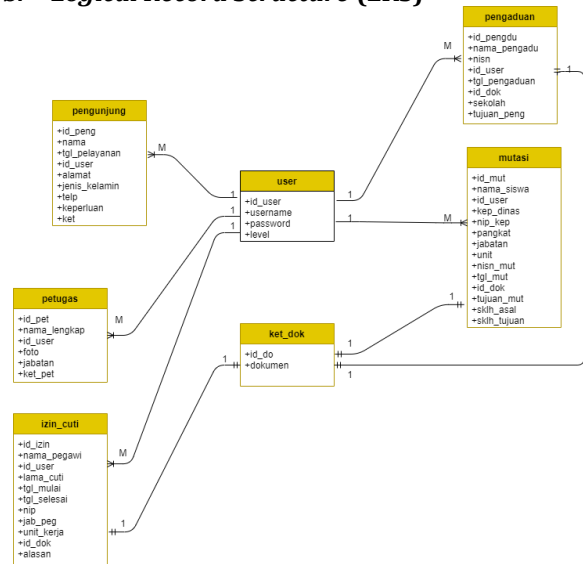 b. Logical Record Structure (LRS)
pengaduan
+id_pengdu
+nama_pengadu
+nisn
+id_user
+tgl_pengaduan
+id_dok
+sekolah
+tujuan_peng
M
1
pengunjung
+id_peng
+nama
+tgl_pelayanan
+id_user
+alamat
+jenis_kelamin
+telp
+keperluan
+ket
M
user
+id_user
+username
+password
+level
1
1
1
1
1
mutasi
+id_mut
+nama_siswa
+id_user
+kep_dinas
+nip_kep
+pangkat
+jabatan
+unit
+nisn_mut
+tgl_mut
+id_dok
+tujuan_mut
+sklh_asal
+sklh_tujuan
M
1
petugas
+id_pet
+nama_lengkap
+id_user
+foto
+jabatan
+ket_pet
M
ket_dok
+id_do
+dokumen
1
1
1
izin_cuti
+id_izin
+nama_pegawi
+id_user
+lama_cuti
+tgl_mulai
+tgl_selesai
+nip
+jab_peg
+unit_kerja
+id_dok
+alasan
M
1